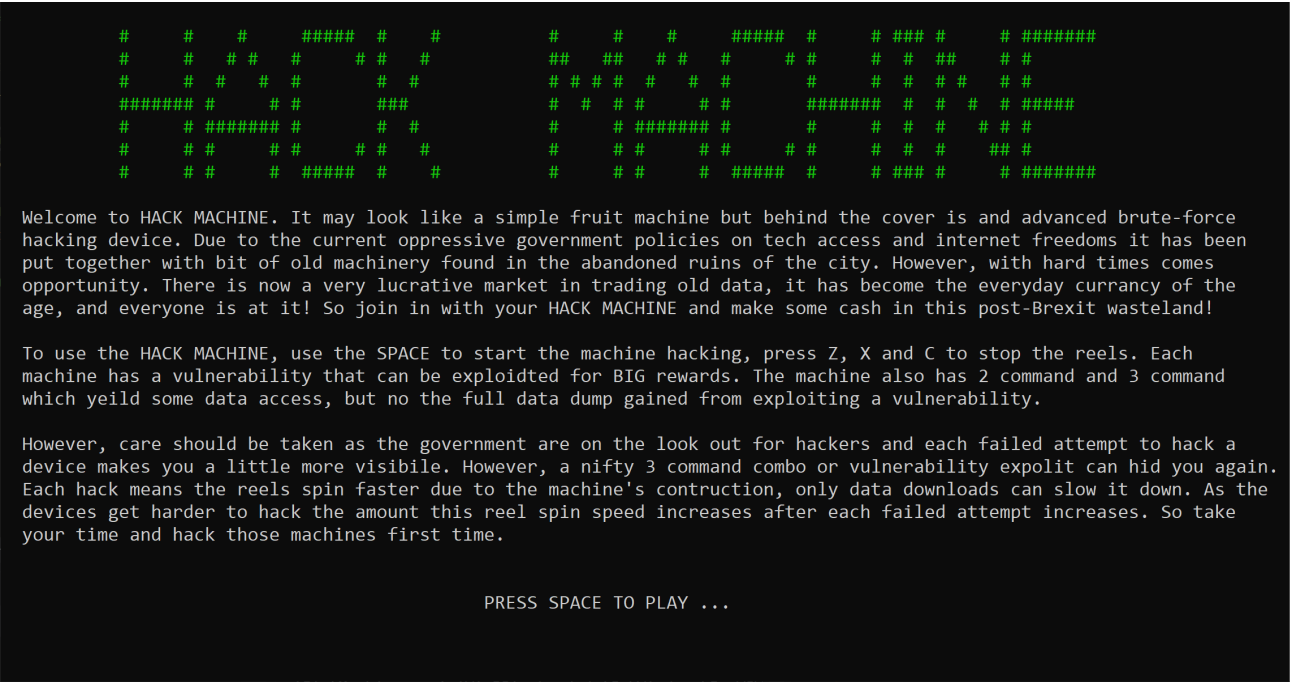 HACK MACHINE
Welcome to HACK MACHINE. It may look like a simple fruit machine but behind the cover is and advanced brute-force
hacking device. Due to the current oppressive government policies on tech access and internet freedoms it has been
put together with bit of old machinery found in the abandoned ruins of the city. However, with hard times comes
opportunity. There is now a very lucrative market in trading old data, it has become the everyday currancy of the
age, and everyone is at it! So join in with your HACK MACHINE and make some cash in this post-Brexit wasteland!
To use the HACK MACHINE, use the SPACE to start the machine hacking, press Z, X and C to stop the reels. Each
machine has a vulnerability that can be exploidted for BIG rewards. The machine also has 2 command and 3 command
which yeild some data access, but no the full data dump gained from exploiting a vulnerability.
However, care should be taken as the government are on the look out for hackers and each failed attempt to hack a
device makes you a little more visibile. However, a nifty 3 command combo or vulnerability expolit can hid you again.
Each hack means the reels spin faster due to the machine's contruction, only data downloads can slow it down. As the
devices get harder to hack the amount this reel spin speed increases after each failed attempt increases. So take
your time and hack those machines first time.
PRESS SPACE TO PLAY ...